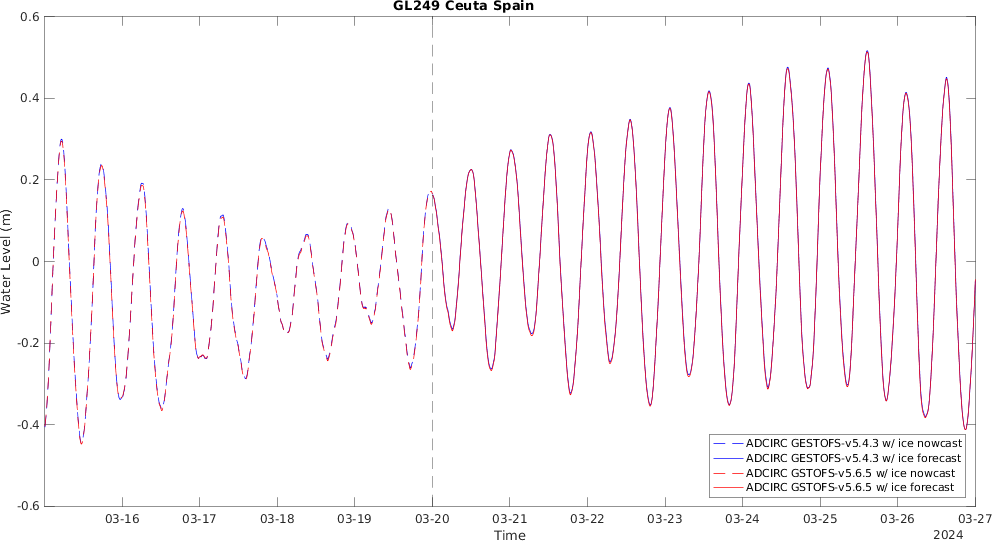 GL249 Ceuta Spain
0.6
0.4
0.2
0
-0.2
-0.4
-0.6
Water Level (m)
ADCIRC GESTOFS-v5.4.3 w/ ice nowcast
ADCIRC GESTOFS-v5.4.3 w/ ice forecast
ADCIRC GSTOFS-v5.6.5 w/ ice nowcast
ADCIRC GSTOFS-v5.6.5 w/ ice forecast
03-16 03-17 03-18 03-19 03-20 03-21 03-22 03-23 03-24 03-25 03-26 03-27
Time
2024